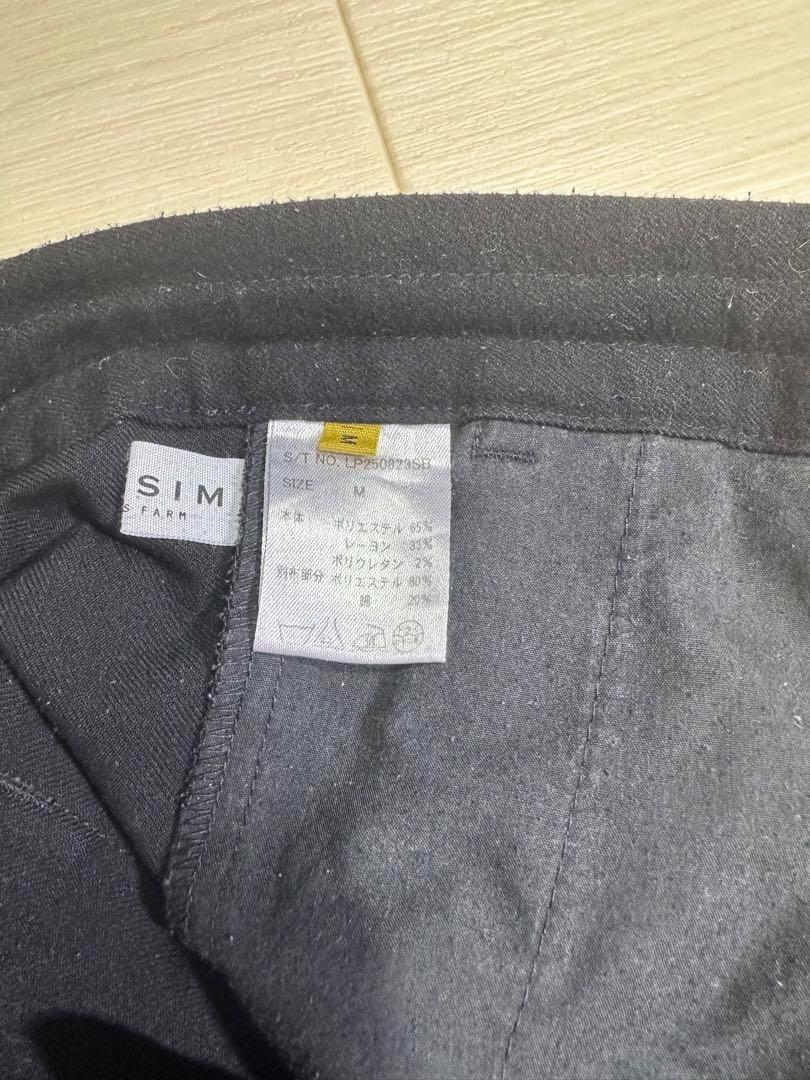 SIM
S FARM
M
S/T NO. LP250823SB
SIZE M
本体 ポリエステル 65%
レーヨン 33%
ポリウレタン 2%
別布部分 ポリエステル 80%
綿 20%